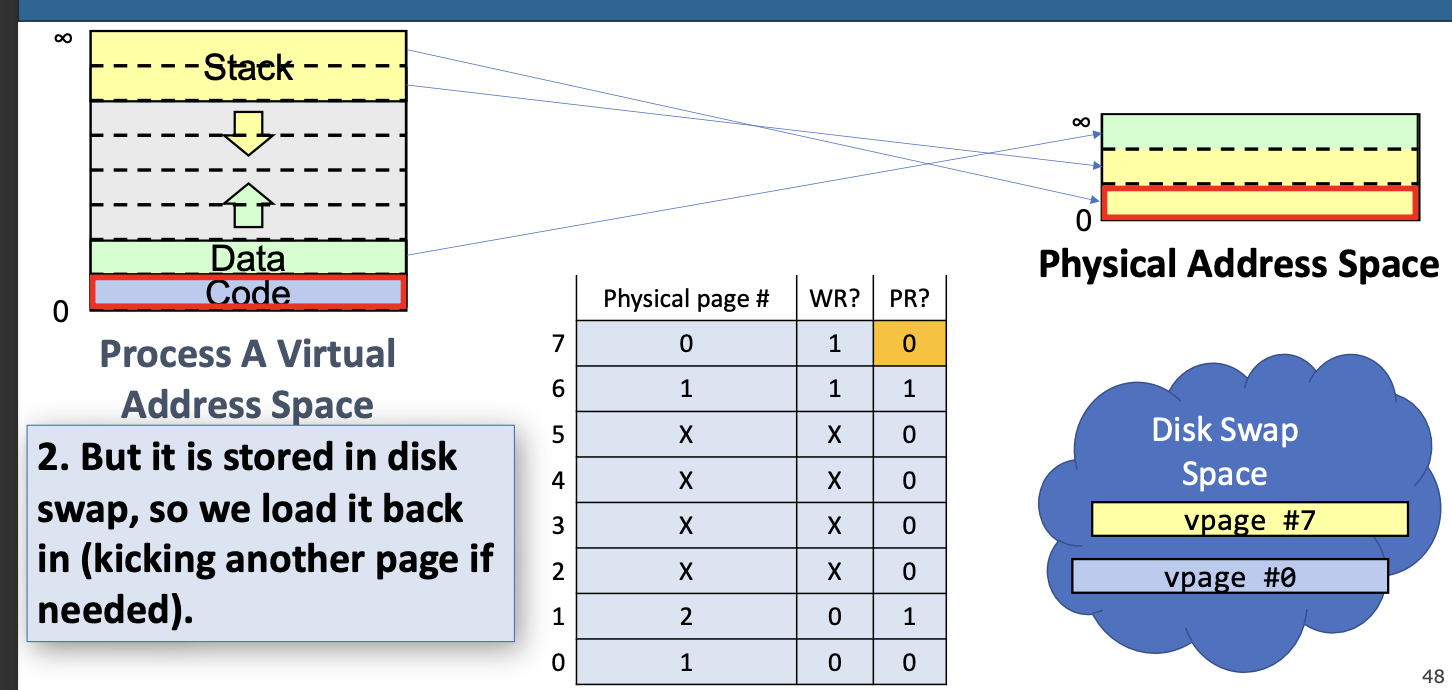 ∞
Stack
Data
Code
0
Process A Virtual
Address Space
2. But it is stored in disk
swap, so we load it back
in (kicking another page if
needed).
Physical page # WR? PR?
7 0 1 0
6 1 1 1
5 X X 0
4 X X 0
3 X X 0
2 X X 0
1 2 0 1
0 1 0 0
∞
0
Physical Address Space
Disk Swap
Space
vpage #7
vpage #0
48